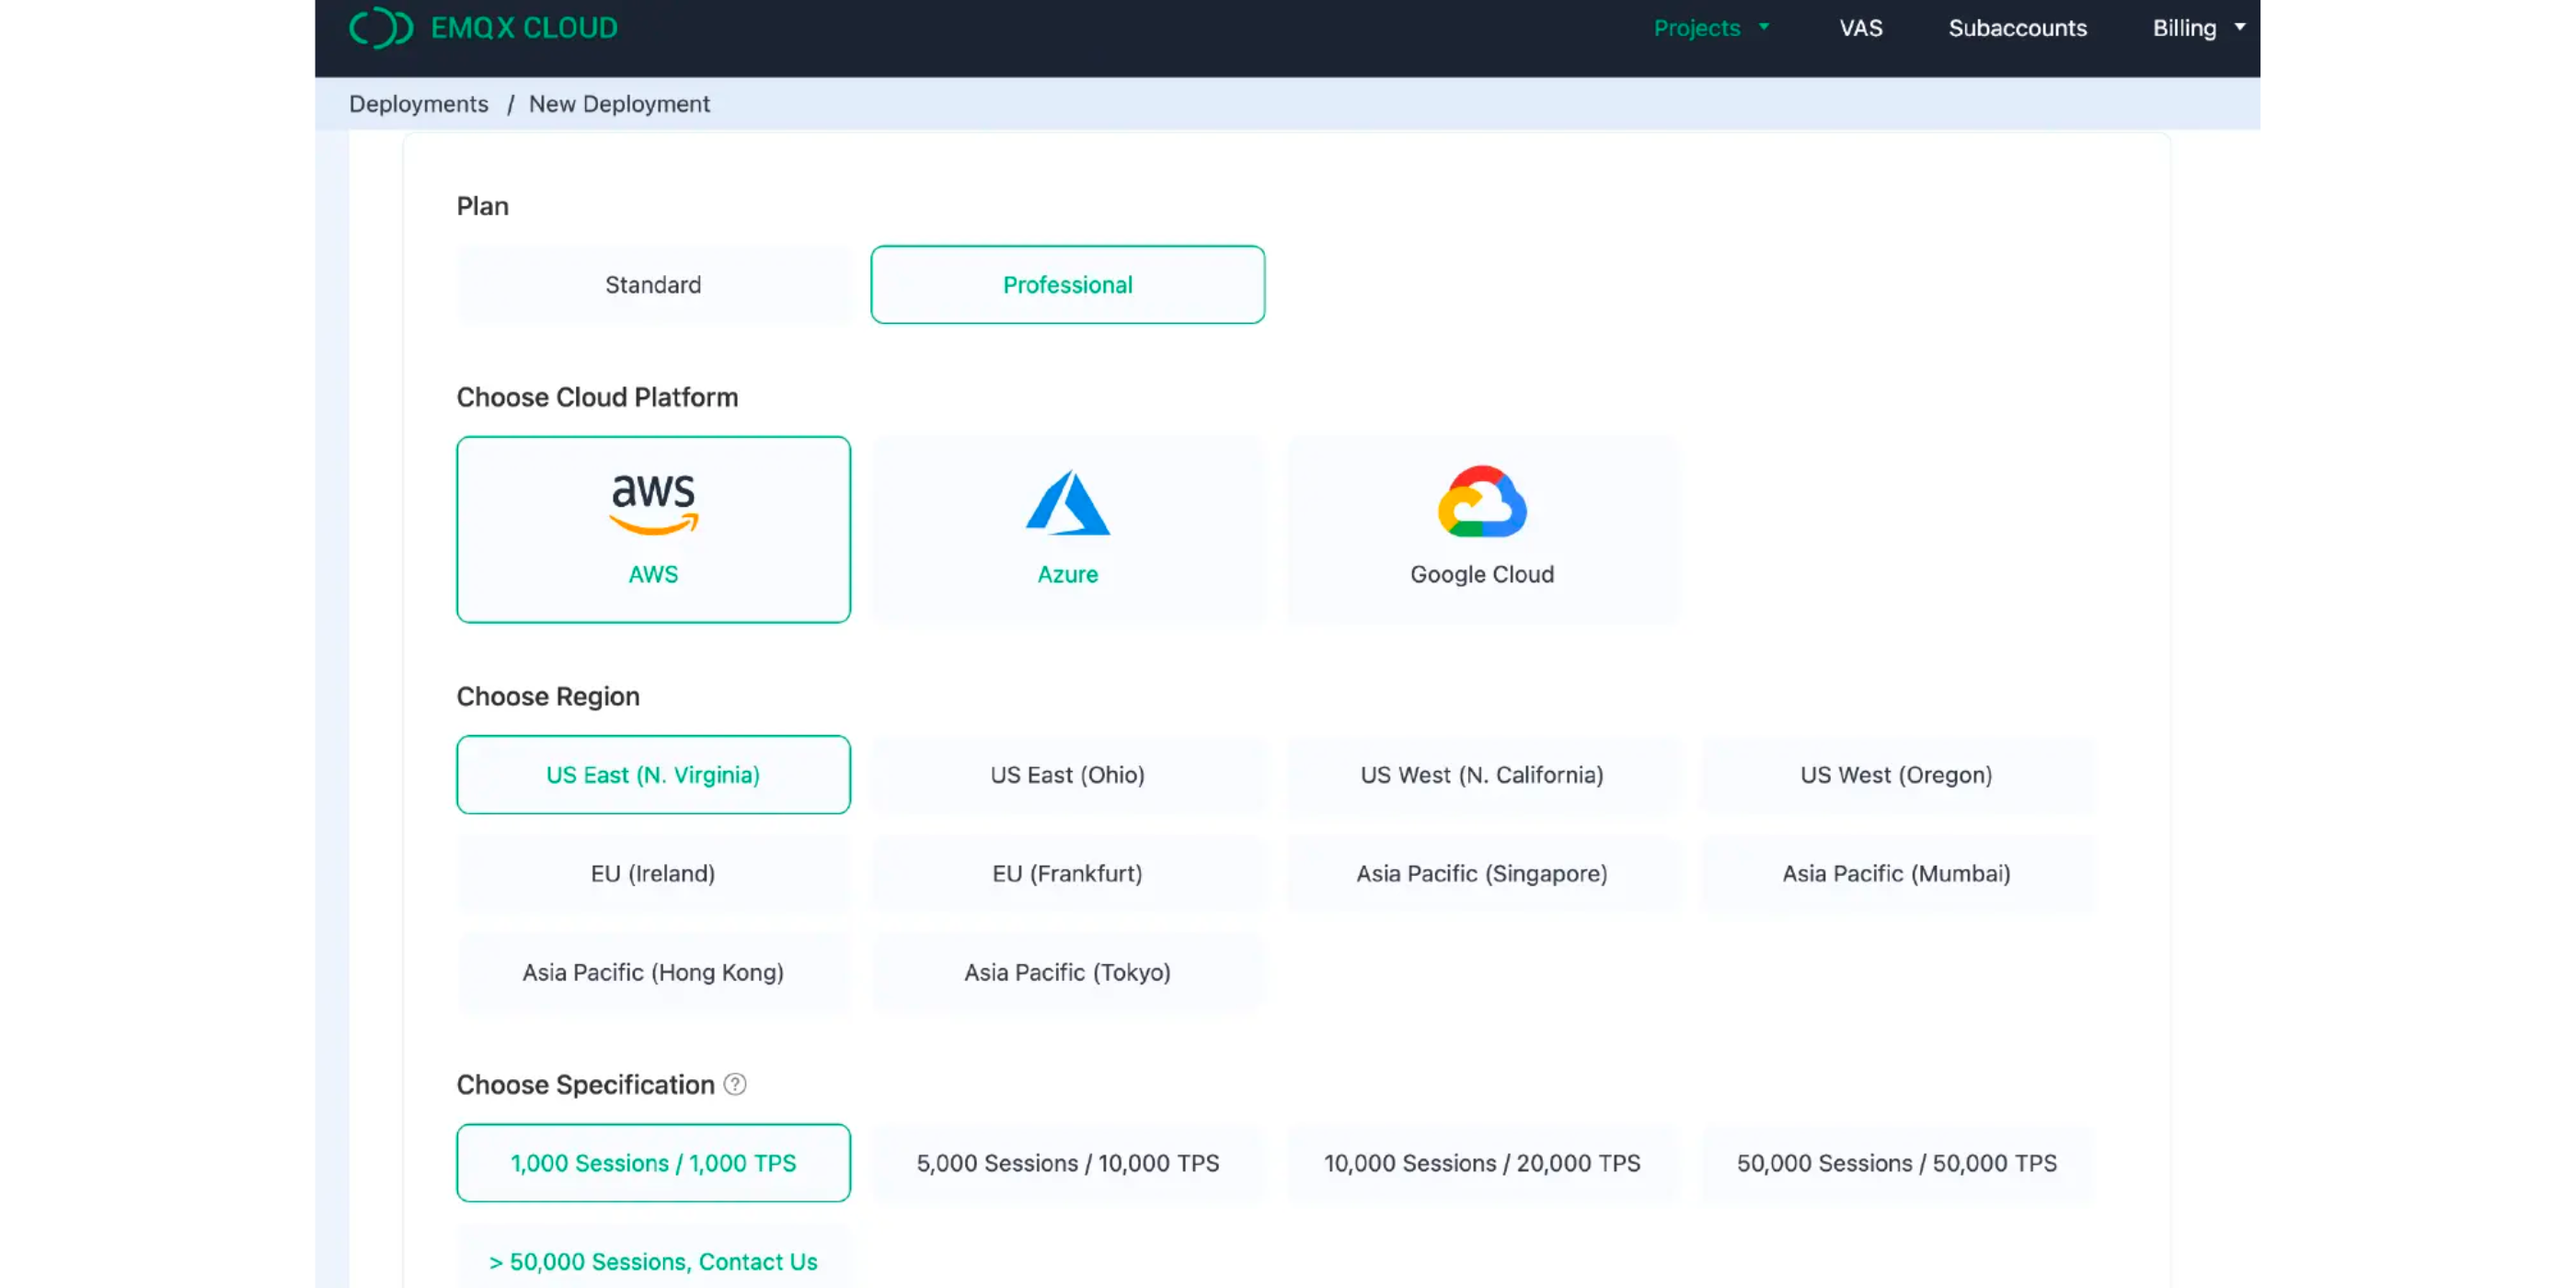 EMQX CLOUD
Projects VAS Subaccounts Billing
Deployments / New Deployment
Plan
Standard Professional
Choose Cloud Platform
aws
AWS Azure Google Cloud
Choose Region
US East (N. Virginia) US East (Ohio) US West (N. California) US West (Oregon)
EU (Ireland) EU (Frankfurt) Asia Pacific (Singapore) Asia Pacific (Mumbai)
Asia Pacific (Hong Kong) Asia Pacific (Tokyo)
Choose Specification ?
1,000 Sessions / 1,000 TPS 5,000 Sessions / 10,000 TPS 10,000 Sessions / 20,000 TPS 50,000 Sessions / 50,000 TPS
> 50,000 Sessions, Contact Us